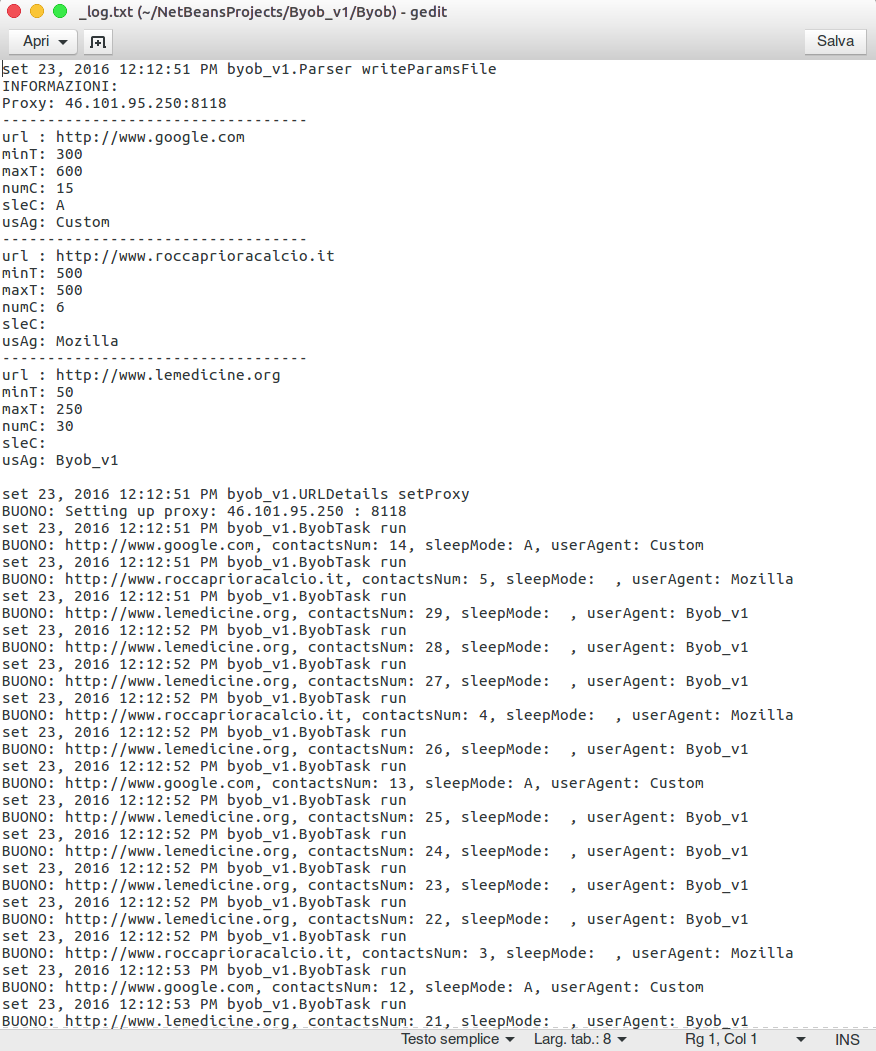 _log.txt (~/NetBeansProjects/Byob_v1/Byob) - gedit
Apri Salva
set 23, 2016 12:12:51 PM byob_v1.Parser writeParamsFile
INFORMAZIONI:
Proxy: 46.101.95.250:8118
----------------------------------
url : http://www.google.com
minT: 300
maxT: 600
numC: 15
sleC: A
usAg: Custom
----------------------------------
url : http://www.roccaprioracalcio.it
minT: 500
maxT: 500
numC: 6
sleC:
usAg: Mozilla
----------------------------------
url : http://www.lemedicine.org
minT: 50
maxT: 250
numC: 30
sleC:
usAg: Byob_v1
set 23, 2016 12:12:51 PM byob_v1.URLDetails setProxy
BUONO: Setting up proxy: 46.101.95.250 : 8118
set 23, 2016 12:12:51 PM byob_v1.ByobTask run
BUONO: http://www.google.com, contactsNum: 14, sleepMode: A, userAgent: Custom
set 23, 2016 12:12:51 PM byob_v1.ByobTask run
BUONO: http://www.roccaprioracalcio.it, contactsNum: 5, sleepMode:  , userAgent: Mozilla
set 23, 2016 12:12:51 PM byob_v1.ByobTask run
BUONO: http://www.lemedicine.org, contactsNum: 29, sleepMode:  , userAgent: Byob_v1
set 23, 2016 12:12:52 PM byob_v1.ByobTask run
BUONO: http://www.lemedicine.org, contactsNum: 28, sleepMode:  , userAgent: Byob_v1
set 23, 2016 12:12:52 PM byob_v1.ByobTask run
BUONO: http://www.lemedicine.org, contactsNum: 27, sleepMode:  , userAgent: Byob_v1
set 23, 2016 12:12:52 PM byob_v1.ByobTask run
BUONO: http://www.roccaprioracalcio.it, contactsNum: 4, sleepMode:  , userAgent: Mozilla
set 23, 2016 12:12:52 PM byob_v1.ByobTask run
BUONO: http://www.lemedicine.org, contactsNum: 26, sleepMode:  , userAgent: Byob_v1
set 23, 2016 12:12:52 PM byob_v1.ByobTask run
BUONO: http://www.google.com, contactsNum: 13, sleepMode: A, userAgent: Custom
set 23, 2016 12:12:52 PM byob_v1.ByobTask run
BUONO: http://www.lemedicine.org, contactsNum: 25, sleepMode:  , userAgent: Byob_v1
set 23, 2016 12:12:52 PM byob_v1.ByobTask run
BUONO: http://www.lemedicine.org, contactsNum: 24, sleepMode:  , userAgent: Byob_v1
set 23, 2016 12:12:52 PM byob_v1.ByobTask run
BUONO: http://www.lemedicine.org, contactsNum: 23, sleepMode:  , userAgent: Byob_v1
set 23, 2016 12:12:52 PM byob_v1.ByobTask run
BUONO: http://www.lemedicine.org, contactsNum: 22, sleepMode:  , userAgent: Byob_v1
set 23, 2016 12:12:52 PM byob_v1.ByobTask run
BUONO: http://www.roccaprioracalcio.it, contactsNum: 3, sleepMode:  , userAgent: Mozilla
set 23, 2016 12:12:53 PM byob_v1.ByobTask run
BUONO: http://www.google.com, contactsNum: 12, sleepMode: A, userAgent: Custom
set 23, 2016 12:12:53 PM byob_v1.ByobTask run
BUONO: http://www.lemedicine.org, contactsNum: 21, sleepMode:  , userAgent: Byob_v1
Testo semplice Larg. tab.: 8 Rg 1, Col 1 INS